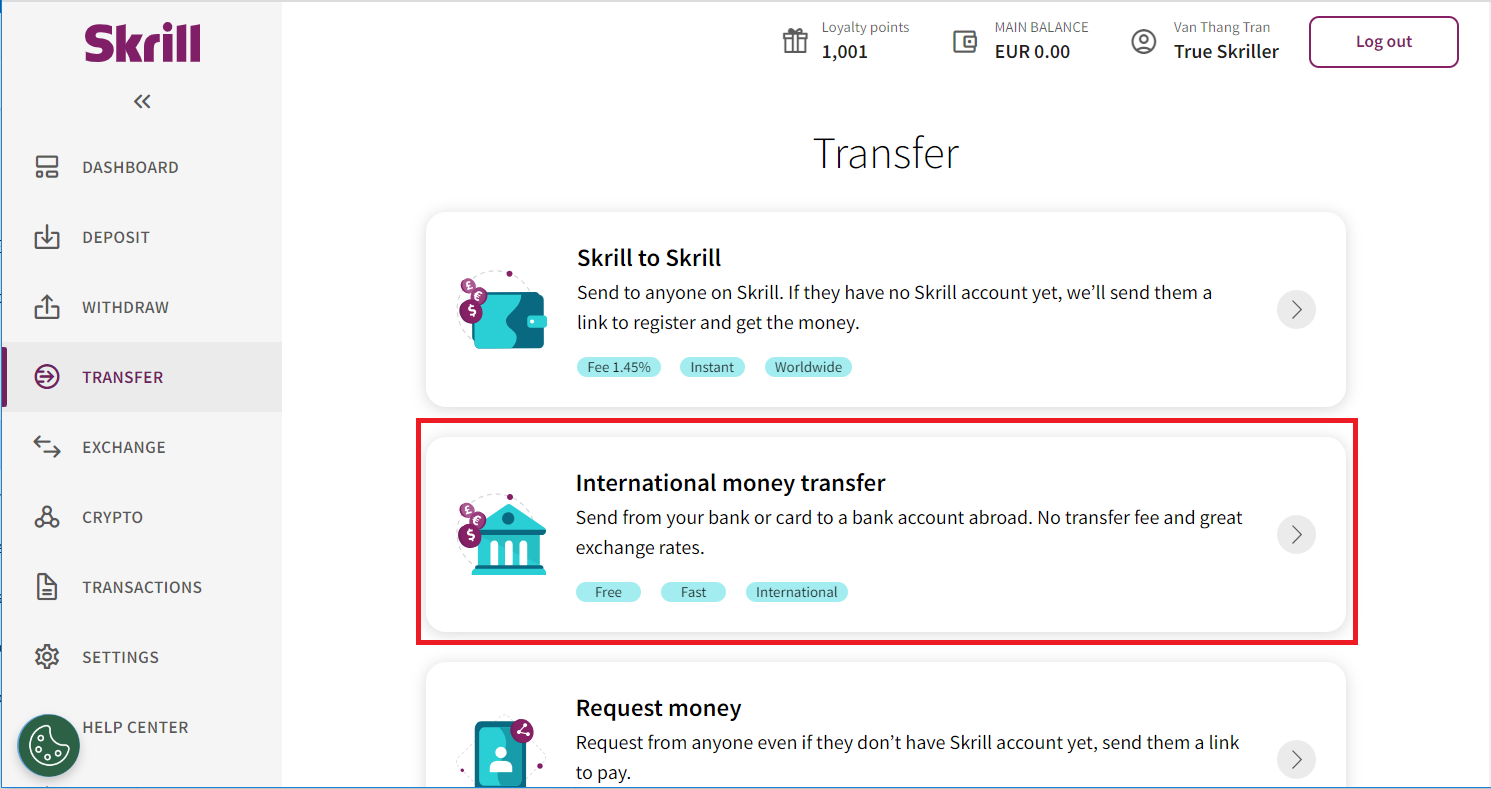 Skrill
Loyalty points
1,001
MAIN BALANCE
EUR 0.00
Van Thang Tran
True Skriller
Log out
DASHBOARD
DEPOSIT
WITHDRAW
TRANSFER
EXCHANGE
CRYPTO
TRANSACTIONS
SETTINGS
HELP CENTER
Transfer
Skrill to Skrill
Send to anyone on Skrill. If they have no Skrill account yet, we’ll send them a
link to register and get the money.
Fee 1.45% Instant Worldwide
International money transfer
Send from your bank or card to a bank account abroad. No transfer fee and great
exchange rates.
Free Fast International
Request money
Request from anyone even if they don’t have Skrill account yet, send them a link
to pay.